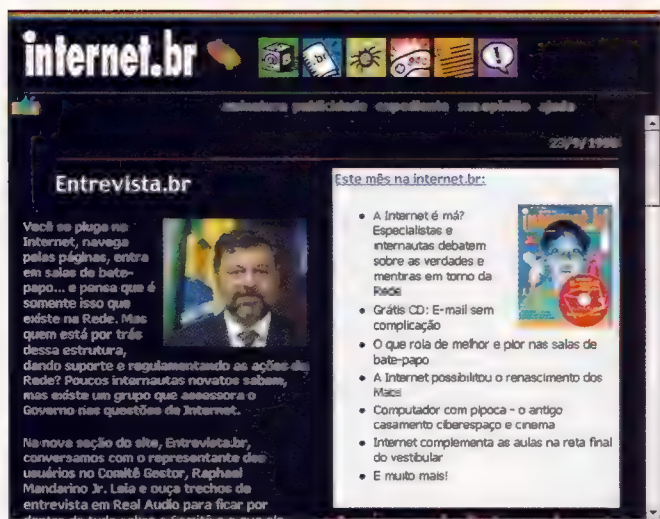 internet.br
assinatura publicidade expediente sua opinião ajuda
23/9/1998
Entrevista.br
Você se pluga na
Internet, navega
pelas páginas, entra
em salas de bate-
papo... e pensa que é
somente isso que
existe na Rede. Mas
quem está por trás
dessa estrutura,
dando suporte e regulamentando as ações da
Rede? Poucos internautas novatos sabem,
mas existe um grupo que assessora o
Governo nas questões da Internet.
Na nova seção do site, Entrevista.br,
conversamos com o representante dos
usuários no Comitê Gestor, Raphael
Mandarino Jr. Leia e ouça trechos da
entrevista em Real Audio para ficar por
Este mês na internet.br:
A Internet é má?
Especialistas e
internautas debatem
sobre as verdades e
mentiras em torno da
Rede
Grátis CD: E-mail sem
complicação
O que rola de melhor e pior nas salas de
bate-papo
A Internet possibilitou o renascimento dos
Macs
Computador com pipoca - o antigo
casamento ciberespaço e cinema
Internet complementa as aulas na reta final
do vestibular
E muito mais!